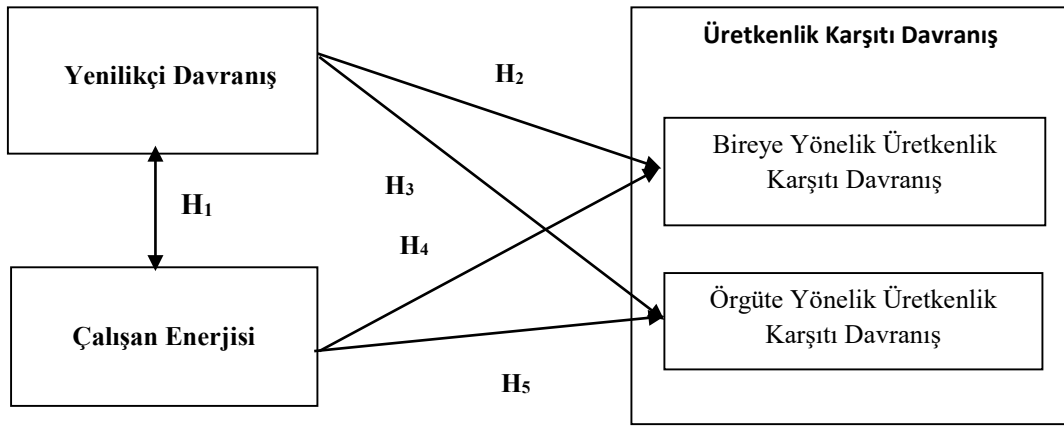 Üretkenlik Karşıtı Davranış
Yenilikçi Davranış
H₂
Bireye Yönelik Üretkenlik
Karşıtı Davranış
H₃
H₁
H₄
Örgüte Yönelik Üretkenlik
Karşıtı Davranış
Çalışan Enerjisi
H₅